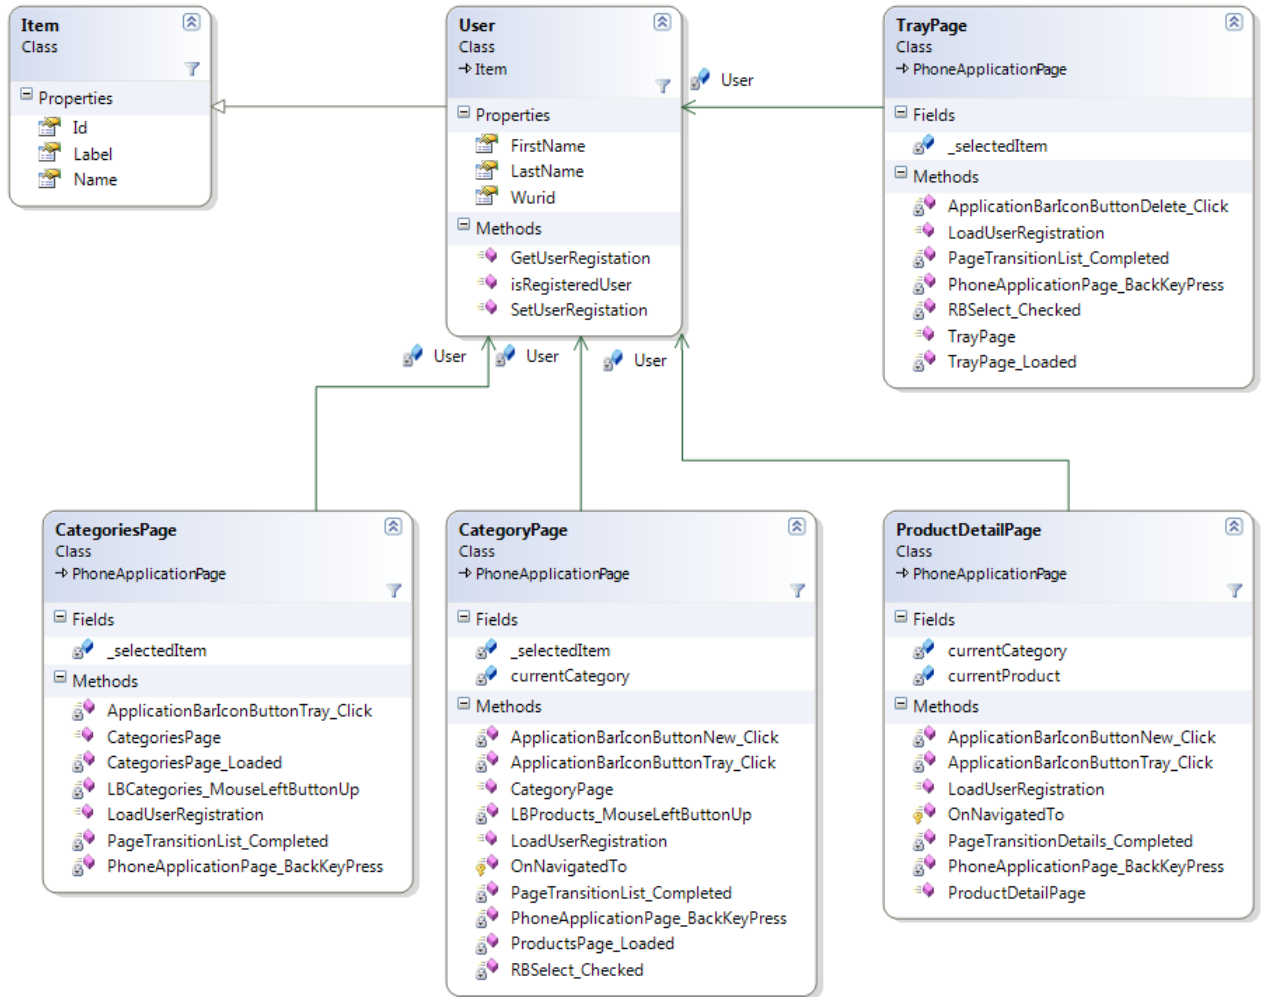 Item
Class
Properties
Id
Label
Name
User
Class
Item
Properties
FirstName
LastName
Wurid
Methods
GetUserRegistation
isRegisteredUser
SetUserRegistation
User
TrayPage
Class
PhoneApplicationPage
Fields
_selectedItem
Methods
ApplicationBarIconButtonDelete_Click
LoadUserRegistration
PageTransitionList_Completed
PhoneApplicationPage_BackKeyPress
RBSelect_Checked
TrayPage
TrayPage_Loaded
User
User
User
CategoriesPage
Class
PhoneApplicationPage
Fields
_selectedItem
Methods
ApplicationBarIconButtonTray_Click
CategoriesPage
CategoriesPage_Loaded
LBCategories_MouseLeftButtonUp
LoadUserRegistration
PageTransitionList_Completed
PhoneApplicationPage_BackKeyPress
CategoryPage
Class
PhoneApplicationPage
Fields
_selectedItem
currentCategory
Methods
ApplicationBarIconButtonNew_Click
ApplicationBarIconButtonTray_Click
CategoryPage
LBProducts_MouseLeftButtonUp
LoadUserRegistration
OnNavigatedTo
PageTransitionList_Completed
PhoneApplicationPage_BackKeyPress
ProductsPage_Loaded
RBSelect_Checked
ProductDetailPage
Class
PhoneApplicationPage
Fields
currentCategory
currentProduct
Methods
ApplicationBarIconButtonNew_Click
ApplicationBarIconButtonTray_Click
LoadUserRegistration
OnNavigatedTo
PageTransitionDetails_Completed
PhoneApplicationPage_BackKeyPress
ProductDetailPage